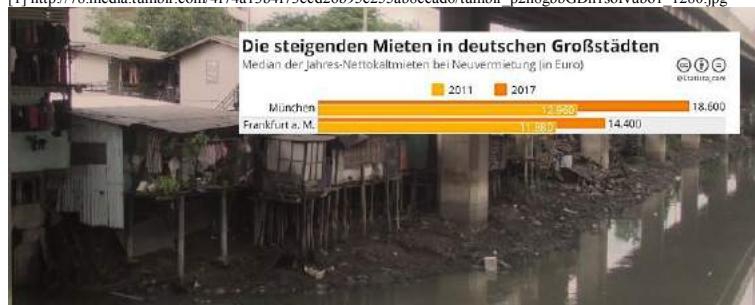 Die steigenden Mieten in deutschen Großstädten
Median der Jahres-Nettokaltmieten bei Neuvermietung (in Euro)
2011 2017
München 12.960 18.600
Frankfurt a. M. 11.880 14.400